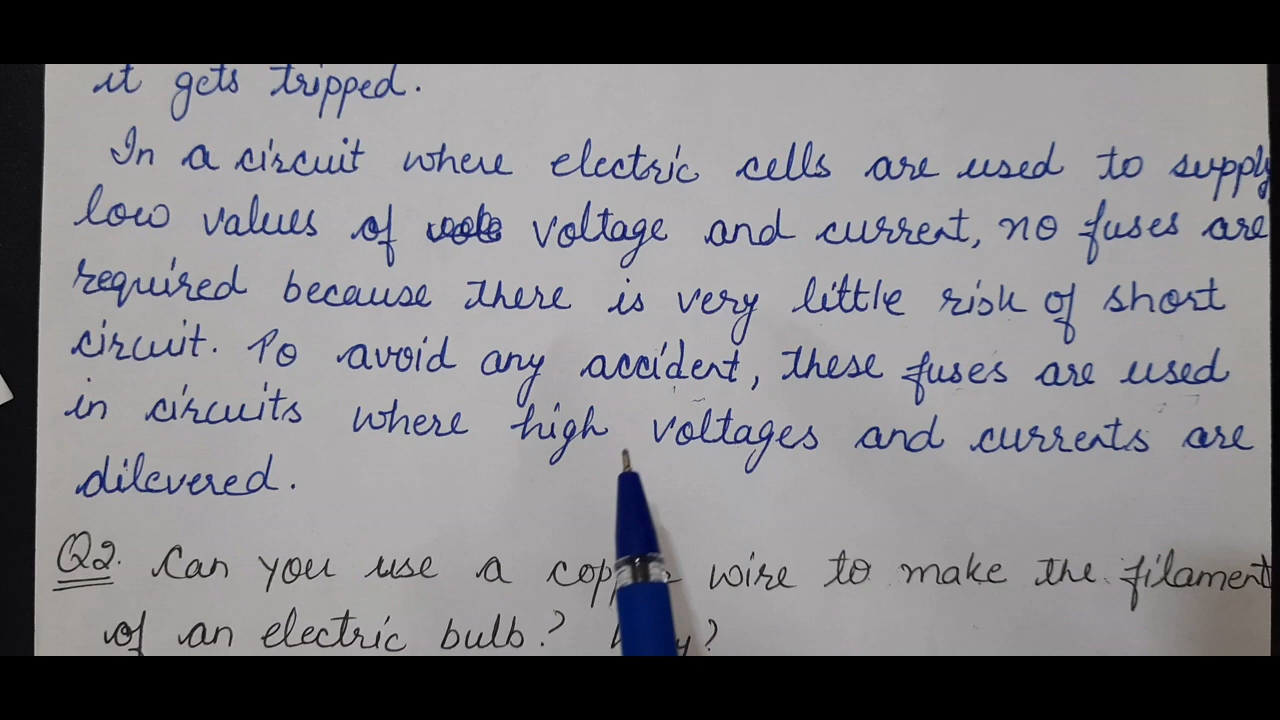 it gets tripped.
In a circuit where electric cells are used to supply
low values of voltage and current, no fuses are
required because there is very little risk of short
circuit. To avoid any accident, these fuses are used
in circuits where high voltages and currents are
dilevered.
Q2. Can you use a copper wire to make the filament
of an electric bulb? Why?